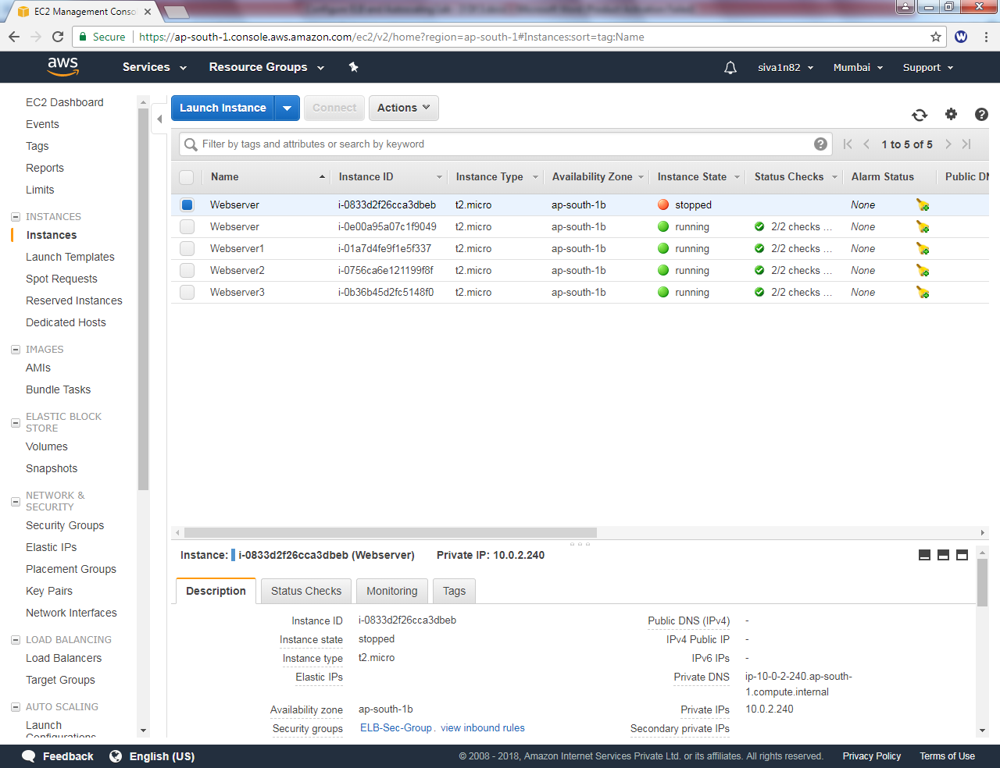 EC2 Management Conso
Secure https://ap-south-1.console.aws.amazon.com/ec2/v2/home?region=ap-south-1#Instances:sort=tag:Name
aws Services Resource Groups siva1n82 Mumbai Support
EC2 Dashboard
Events
Tags
Reports
Limits
INSTANCES
Instances
Launch Templates
Spot Requests
Reserved Instances
Dedicated Hosts
IMAGES
AMIs
Bundle Tasks
ELASTIC BLOCK
STORE
Volumes
Snapshots
NETWORK &
SECURITY
Security Groups
Elastic IPs
Placement Groups
Key Pairs
Network Interfaces
LOAD BALANCING
Load Balancers
Target Groups
AUTO SCALING
Launch
Configurations
Launch Instance Connect Actions
Filter by tags and attributes or search by keyword 1 to 5 of 5
Name Instance ID Instance Type Availability Zone Instance State Status Checks Alarm Status Public DN
Webserver i-0833d2f26cca3dbeb t2.micro ap-south-1b stopped None
Webserver i-0e00a95a07c1f9049 t2.micro ap-south-1b running 2/2 checks ... None
Webserver1 i-01a7d4fe9f1e5f337 t2.micro ap-south-1b running 2/2 checks ... None
Webserver2 i-0756ca6e121199f8f t2.micro ap-south-1b running 2/2 checks ... None
Webserver3 i-0b36b45d2fc5148f0 t2.micro ap-south-1b running 2/2 checks ... None
Instance: i-0833d2f26cca3dbeb (Webserver) Private IP: 10.0.2.240
Description Status Checks Monitoring Tags
Instance ID i-0833d2f26cca3dbeb Public DNS (IPv4) -
Instance state stopped IPv4 Public IP -
Instance type t2.micro IPv6 IPs -
Elastic IPs Private DNS ip-10-0-2-240.ap-south-
1.compute.internal
Availability zone ap-south-1b Private IPs 10.0.2.240
Security groups ELB-Sec-Group. view inbound rules Secondary private IPs
Feedback English (US) © 2008 - 2018, Amazon Internet Services Private Ltd. or its affiliates. All rights reserved. Privacy Policy Terms of Use